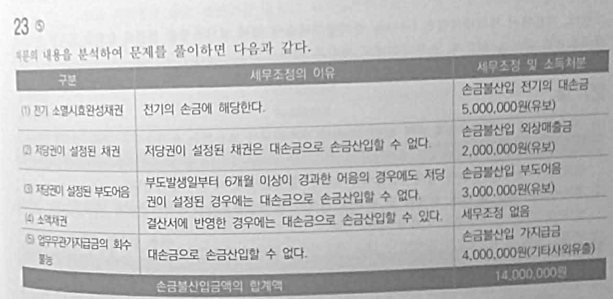 23 ⑤
저문의 내용을 분석하여 문제를 풀이하면 다음과 같다.
구분 세무조정의 이유 세무조정 및 소득처분
(1) 전기 소멸시효완성채권 전기의 손금에 해당한다. 손금불산입 전기의 대손금
5,000,000원(유보)
(2) 저당권이 설정된 채권 저당권이 설정된 채권은 대손금으로 손금산입할 수 없다. 손금불산입 외상매출금
2,000,000원(유보)
(3) 저당권이 설정된 부도어음 부도발생일부터 6개월 이상이 경과한 어음의 경우에도 저당
권이 설정된 경우에는 대손금으로 손금산입할 수 없다. 손금불산입 부도어음
3,000,000원(유보)
(4) 소액채권 결산서에 반영한 경우에는 대손금으로 손금산입할 수 있다. 세무조정 없음
(5) 업무무관가지급금의 회수
불능 대손금으로 손금산입할 수 없다. 손금불산입 가지급금
4,000,000원(기타사외유출)
손금불산입금액의 합계액 14,000,000원